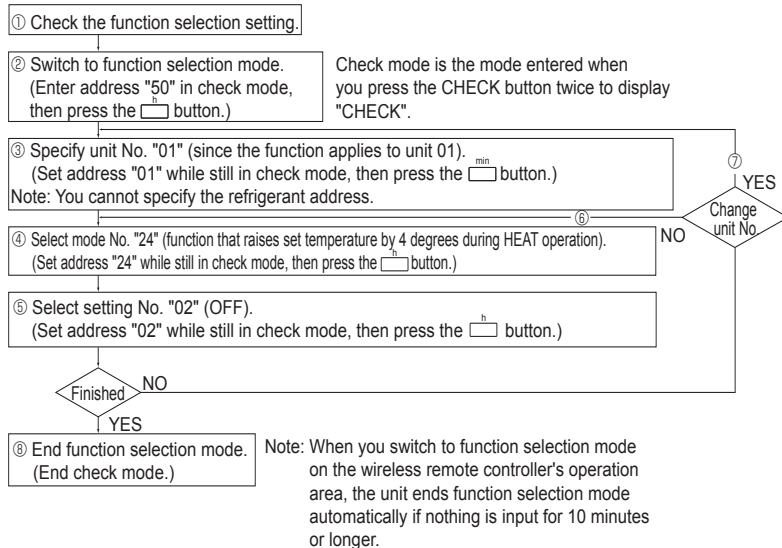 ① Check the function selection setting.
② Switch to function selection mode.
(Enter address "50" in check mode,
then press the h button.)
Check mode is the mode entered when
you press the CHECK button twice to display
"CHECK".
③ Specify unit No. "01" (since the function applies to unit 01).
(Set address "01" while still in check mode, then press the min button.)
Note: You cannot specify the refrigerant address.
⑦
YES
⑥
Change
unit No.
NO
④ Select mode No. "24" (function that raises set temperature by 4 degrees during HEAT operation).
(Set address "24" while still in check mode, then press the h button.)
⑤ Select setting No. "02" (OFF).
(Set address "02" while still in check mode, then press the h button.)
Finished
NO
YES
⑧ End function selection mode.
(End check mode.)
Note: When you switch to function selection mode
on the wireless remote controller's operation
area, the unit ends function selection mode
automatically if nothing is input for 10 minutes
or longer.